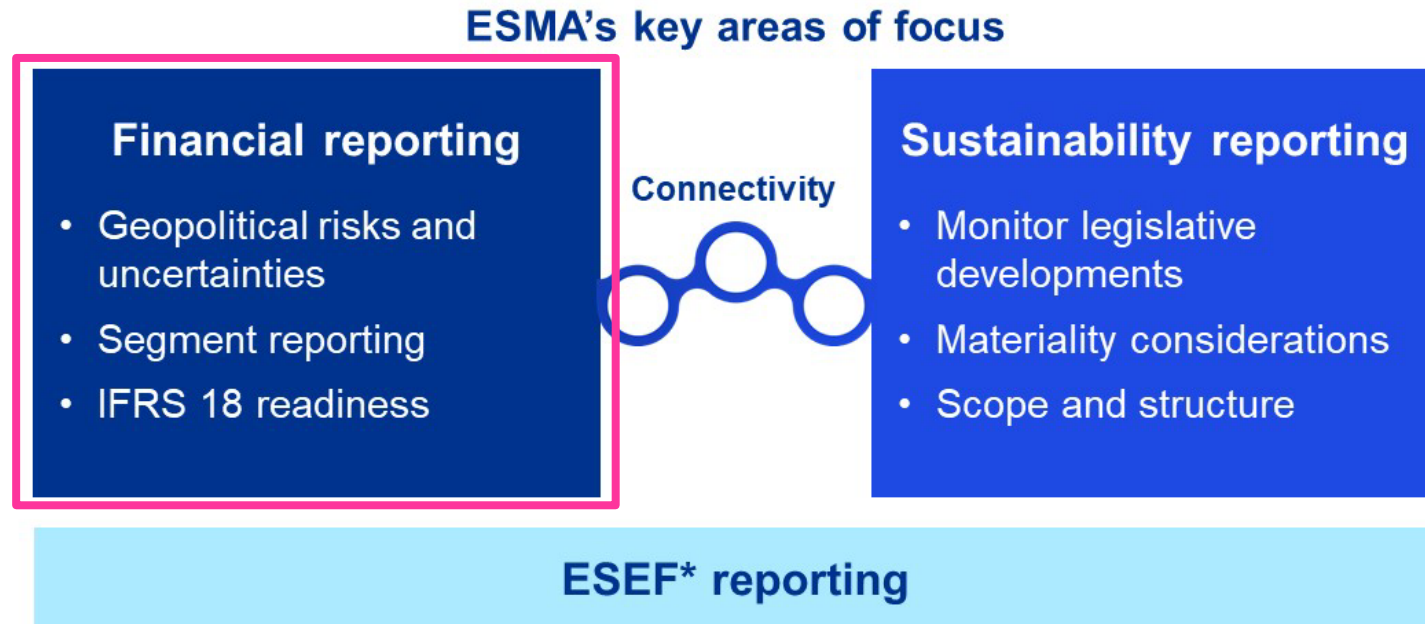 ESMA's key areas of focus
Financial reporting
• Geopolitical risks and
uncertainties
• Segment reporting
• IFRS 18 readiness
Connectivity
Sustainability reporting
• Monitor legislative
developments
• Materiality considerations
• Scope and structure
ESEF* reporting